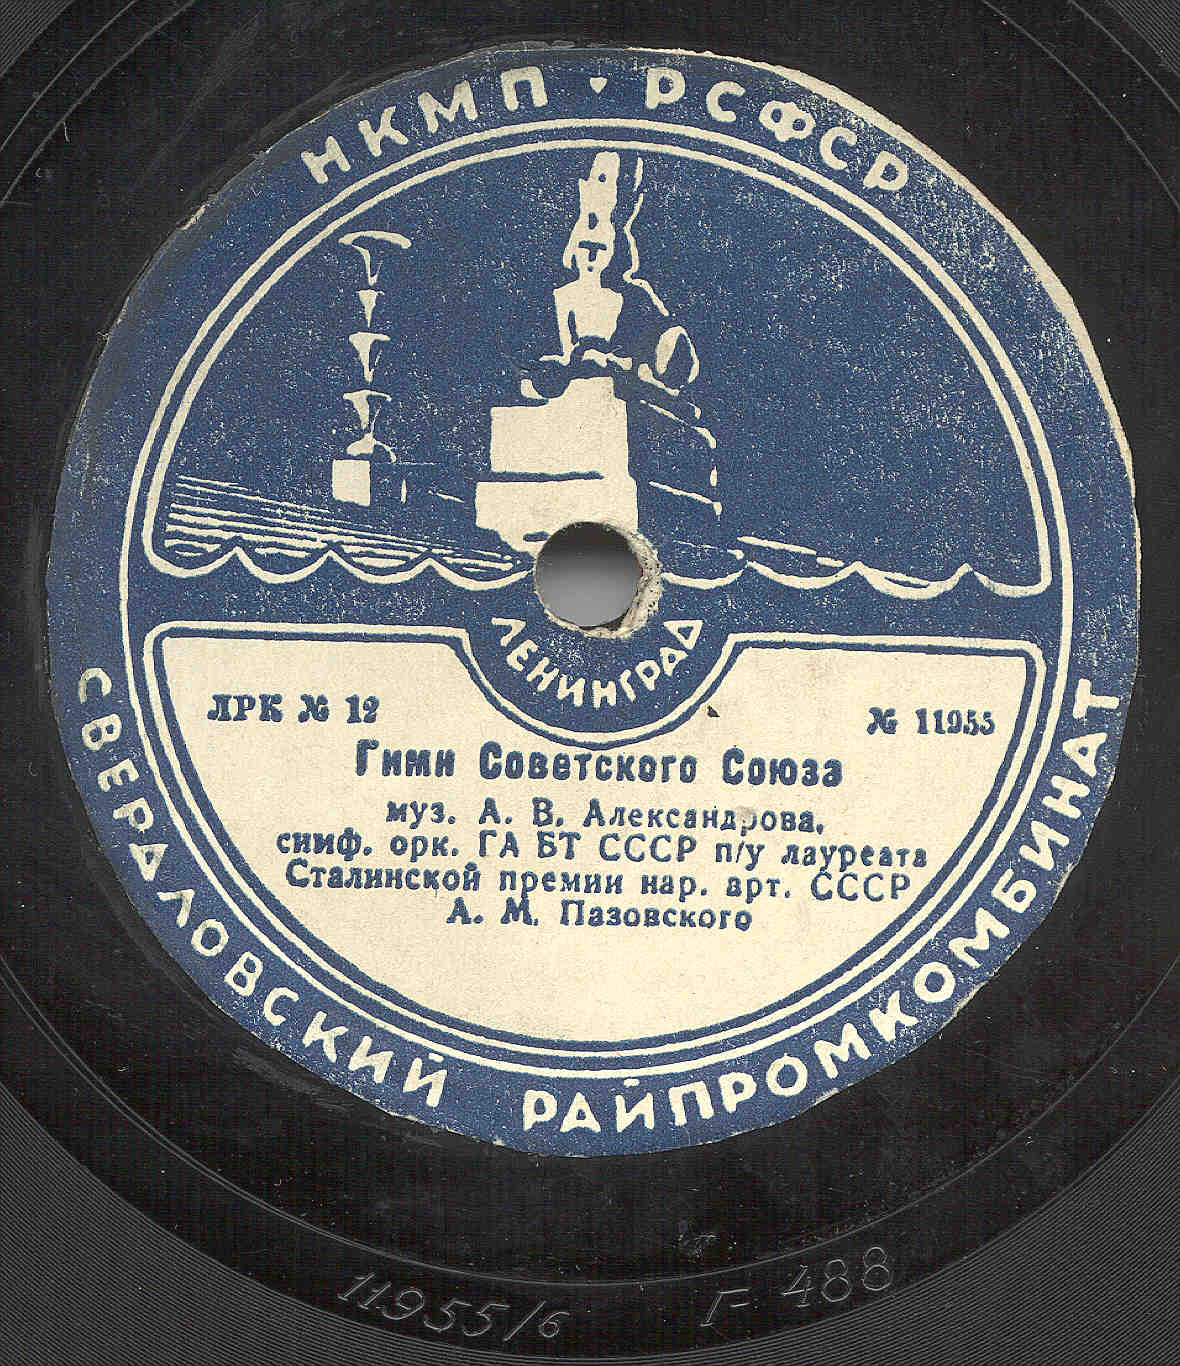 НКМП · РСФСР
ЛЕНИНГРАД
ЛРК № 12
№ 11955
Гимн Советского Союза
муз. А. В. Александрова,
симф. орк. ГА БТ СССР п/у лауреата
Сталинской премии нар. арт. СССР
А. М. Пазовского
СВЕРДЛОВСКИЙ РАЙПРОМКОМБИНАТ
11955/6 Г-488